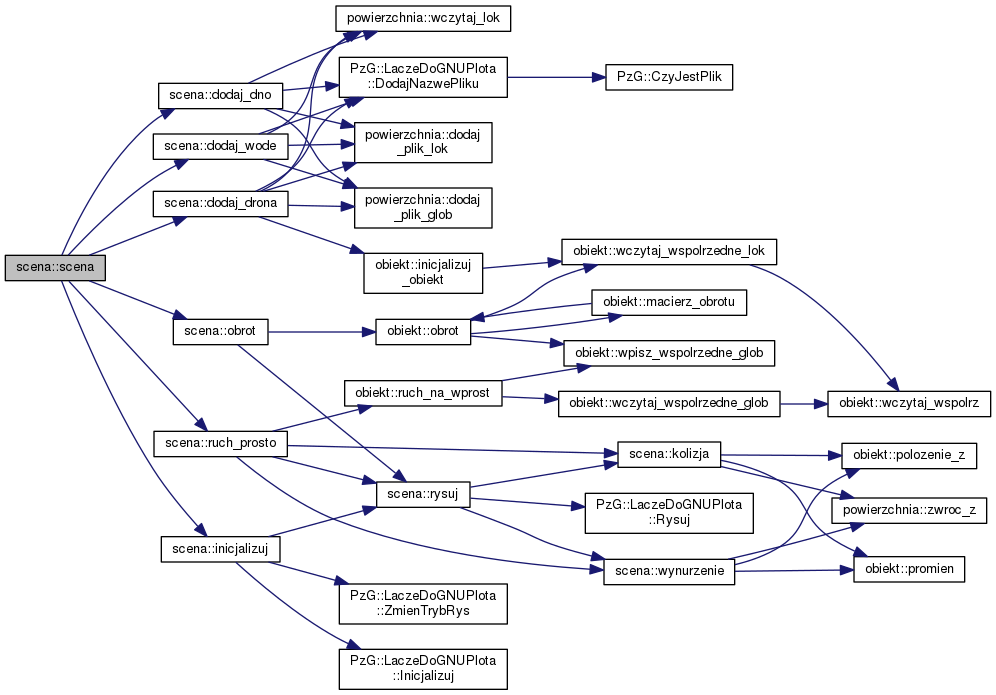 scena::scena
scena::dodaj_dno
scena::dodaj_wode
scena::dodaj_drona
scena::obrot
scena::ruch_prosto
scena::inicjalizuj
powierzchnia::wczytaj_lok
PzG::LaczeDoGNUPlota
::DodajNazwePliku
powierzchnia::dodaj
_plik_lok
powierzchnia::dodaj
_plik_glob
obiekt::inicjalizuj
_obiekt
obiekt::obrot
obiekt::ruch_na_wprost
scena::rysuj
PzG::LaczeDoGNUPlota
::ZmienTrybRys
PzG::LaczeDoGNUPlota
::Inicjalizuj
PzG::CzyJestPlik
obiekt::wczytaj_wspolrzedne_lok
obiekt::macierz_obrotu
obiekt::wpisz_wspolrzedne_glob
obiekt::wczytaj_wspolrzedne_glob
scena::kolizja
PzG::LaczeDoGNUPlota
::Rysuj
scena::wynurzenie
obiekt::wczytaj_wspolrz
obiekt::polozenie_z
powierzchnia::zwroc_z
obiekt::promien